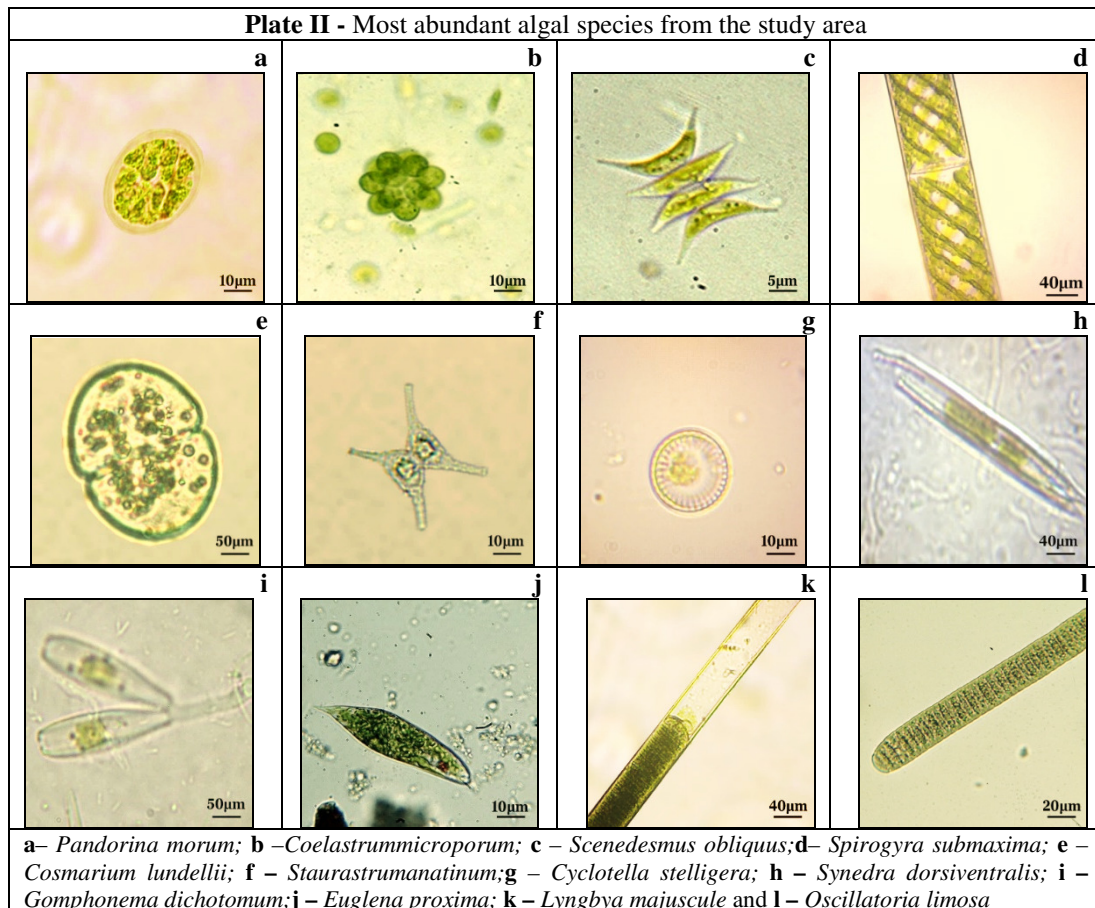 Plate II - Most abundant algal species from the study area
a b c d
10µm 10µm 5µm 40µm
e f g h
50µm 10µm 10µm 40µm
i j k l
50µm 10µm 40µm 20µm
a– Pandorina morum; b –Coelastrummicroporum; c – Scenedesmus obliquus;d– Spirogyra submaxima; e –
Cosmarium lundellii; f – Staurastrumanatinum;g – Cyclotella stelligera; h – Synedra dorsiventralis; i –
Gomphonema dichotomum;j – Euglena proxima; k – Lyngbya majuscule and l – Oscillatoria limosa